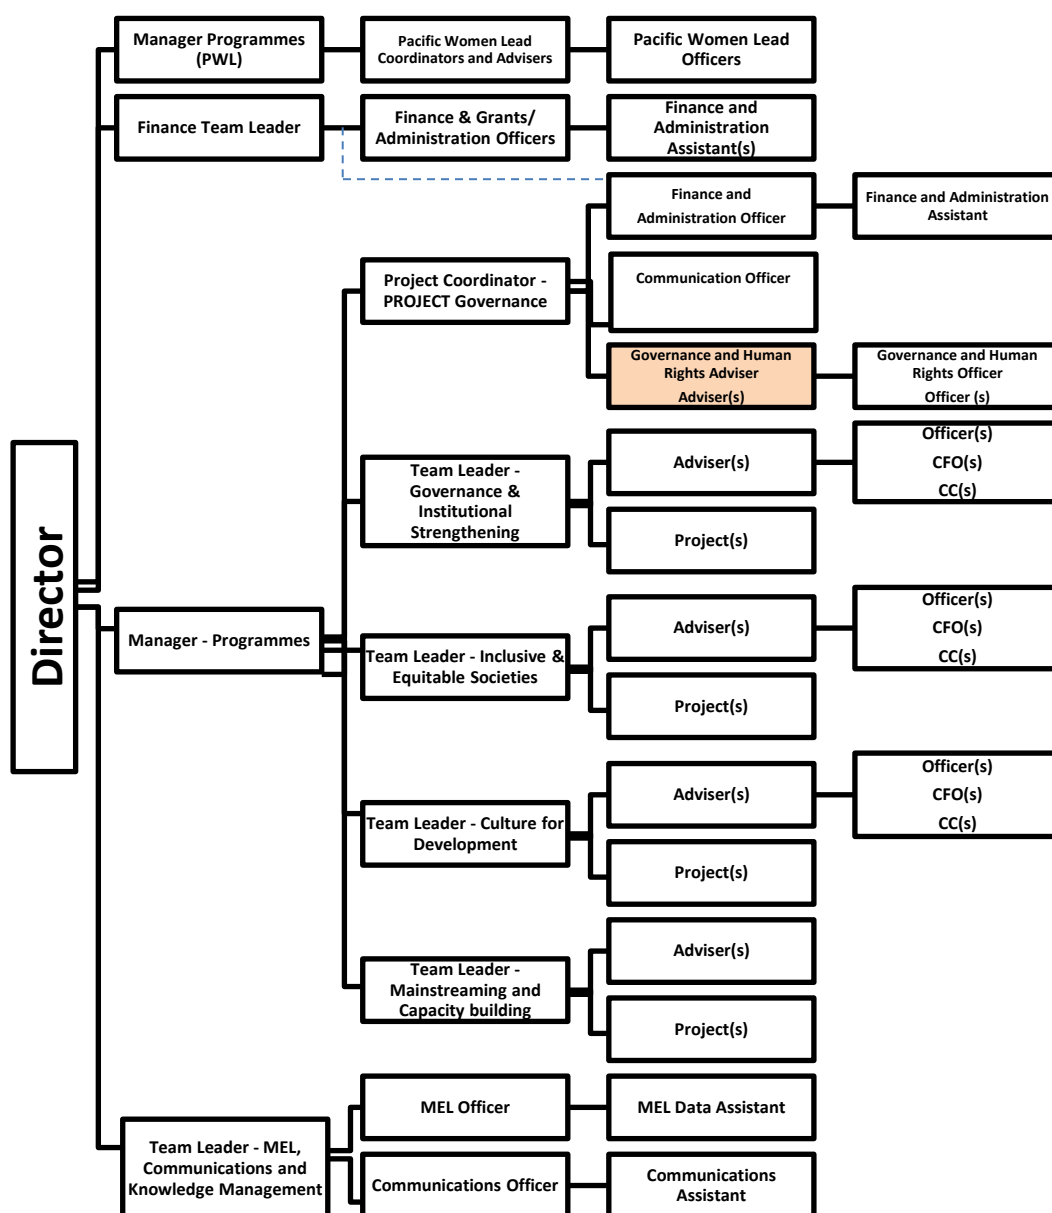 Manager Programmes
(PWL)
Pacific Women Lead
Coordinators and Advisers
Pacific Women Lead
Officers
Finance Team Leader
Finance & Grants/
Administration Officers
Finance and
Administration
Assistant(s)
Finance and
Administration Officer
Finance and Administration
Assistant
Project Coordinator -
PROJECT Governance
Communication Officer
Governance and Human
Rights Adviser
Adviser(s)
Governance and Human
Rights Officer
Officer (s)
Director
Manager - Programmes
Team Leader -
Governance &
Institutional
Strengthening
Adviser(s)
Officer(s)
CFO(s)
CC(s)
Project(s)
Team Leader - Inclusive &
Equitable Societies
Adviser(s)
Officer(s)
CFO(s)
CC(s)
Project(s)
Team Leader - Culture for
Development
Adviser(s)
Officer(s)
CFO(s)
CC(s)
Project(s)
Team Leader -
Mainstreaming and
Capacity building
Adviser(s)
Project(s)
Team Leader - MEL,
Communications and
Knowledge Management
MEL Officer
MEL Data Assistant
Communications Officer
Communications
Assistant